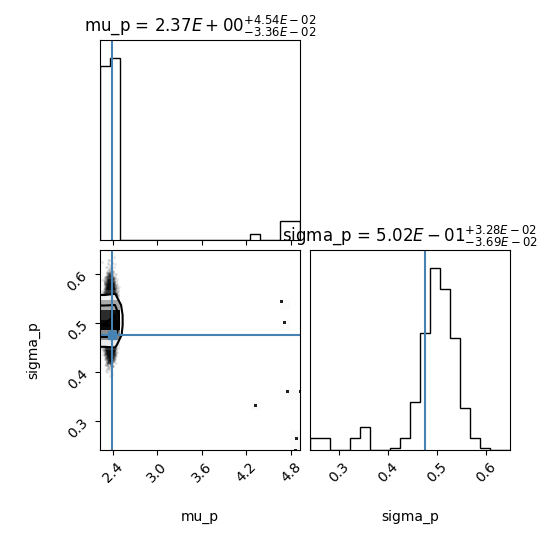 mu_p = 2.37E + 00+4.54E−02 −3.36E−02
sigma_p = 5.02E − 01+3.28E−02 −3.69E−02
0.6
0.5
0.4
0.3
sigma_p
2.4 3.0 3.6 4.2 4.8 0.3 0.4 0.5 0.6
mu_p sigma_p